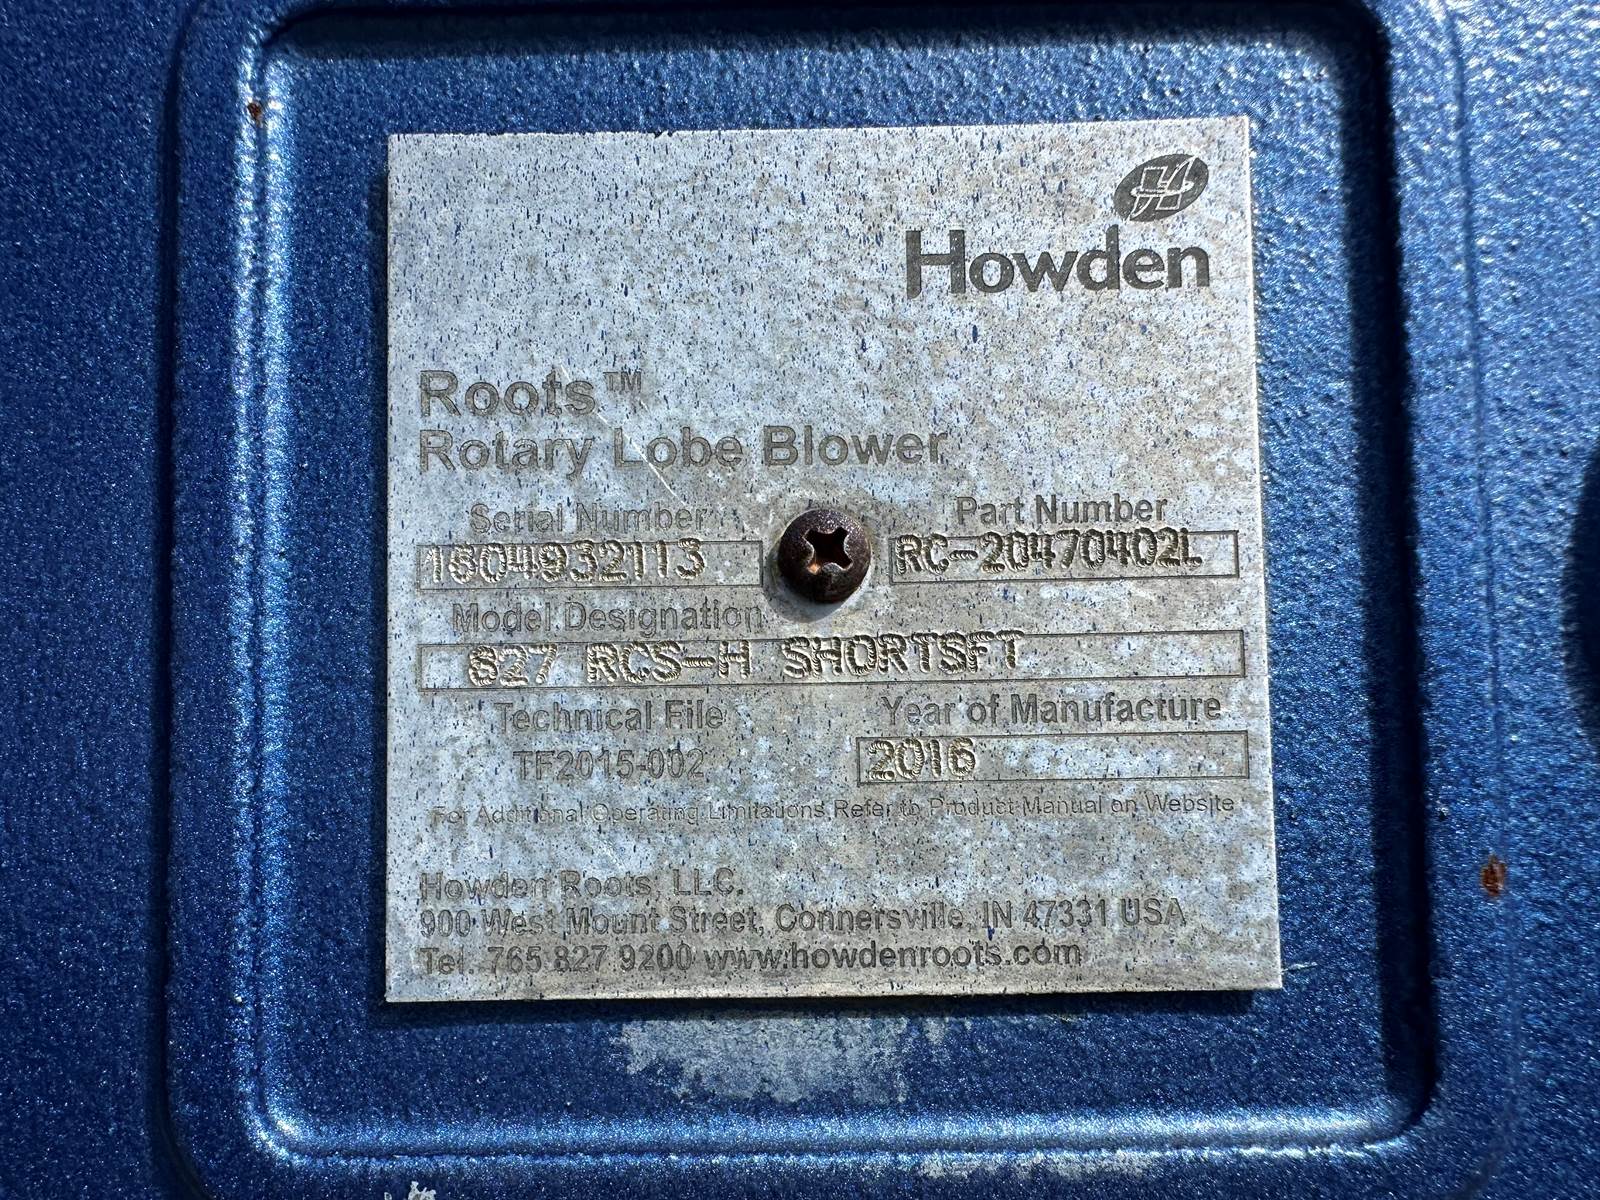 Howden
Roots™
Rotary Lobe Blower
Serial Number Part Number
1604932113 RC-20470402L
Model Designation
827 RCS-H SHORTSFT
Technical File Year of Manufacture
TF2015-002 2016
For Additional Operating Limitations Refer to Product Manual on Website
Howden Roots, LLC.
900 West Mount Street, Connersville, IN 47331 USA
Tel. 765 827 9200 www.howdenroots.com